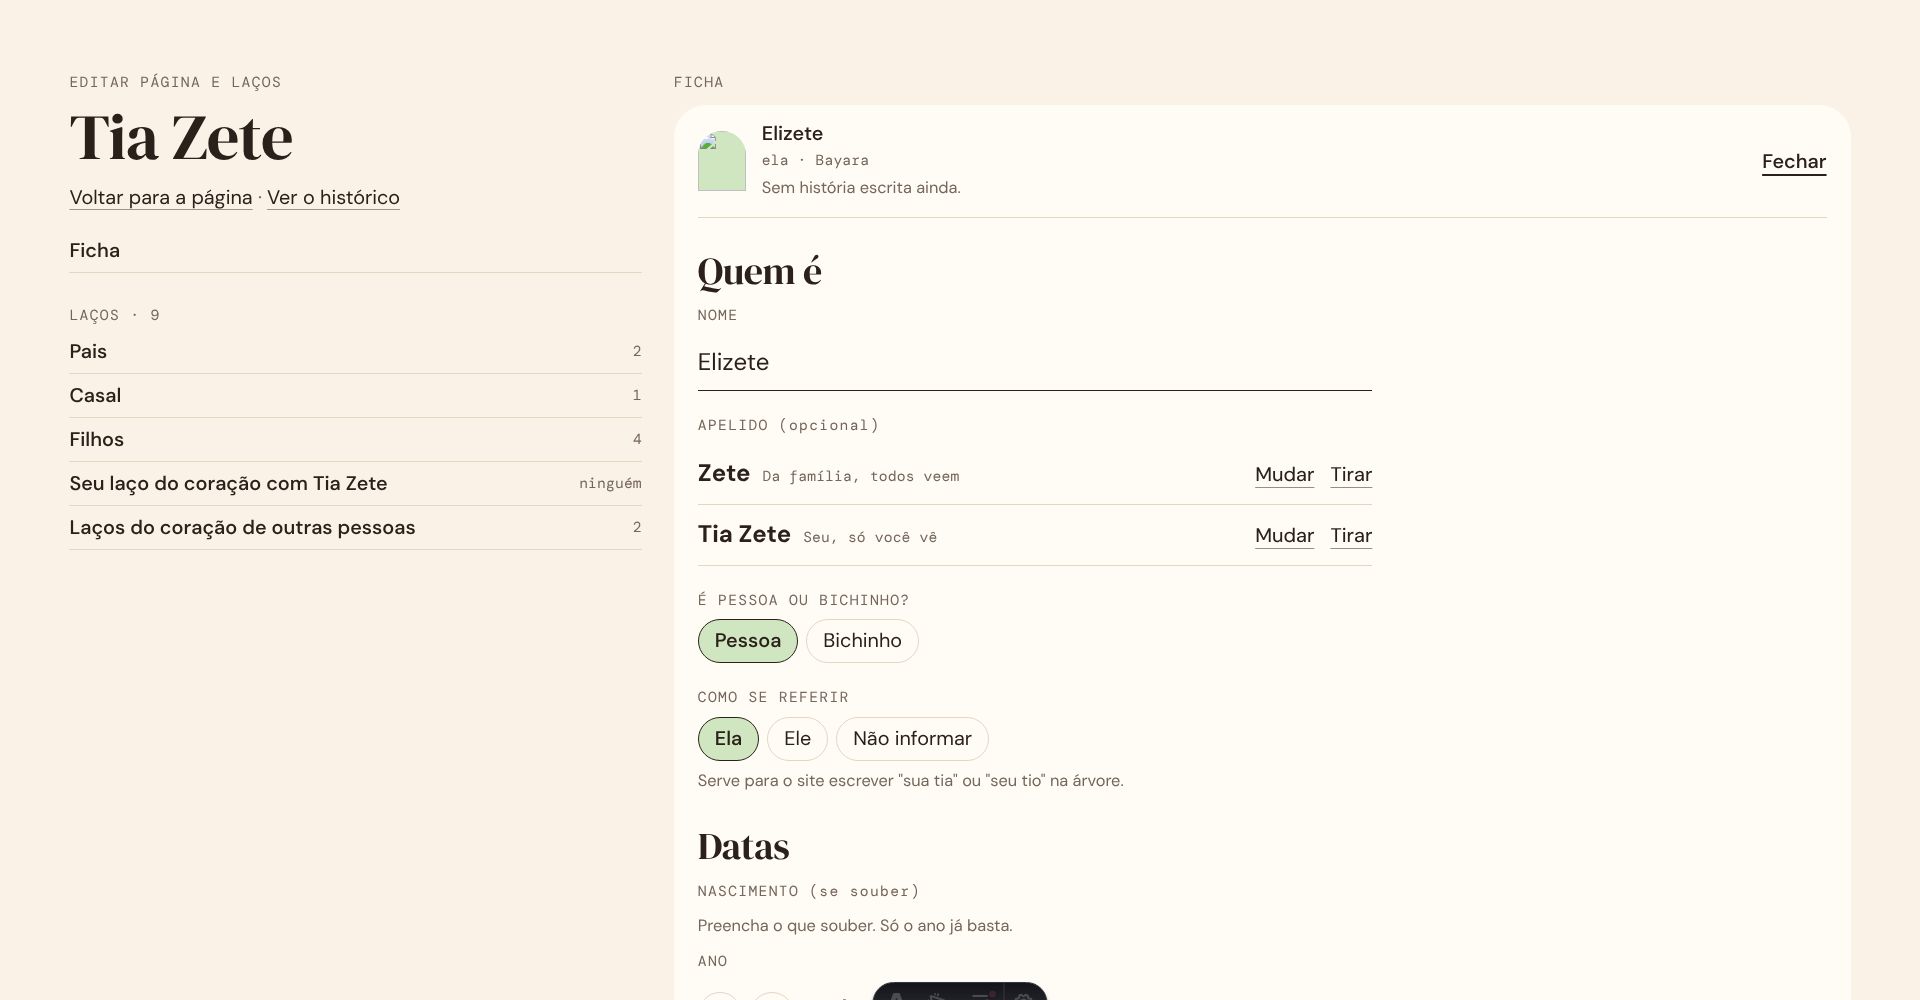 EDITAR PÁGINA E LAÇOS
Tia Zete
Voltar para a página · Ver o histórico
Ficha
LAÇOS · 9
Pais 2
Casal 1
Filhos 4
Seu laço do coração com Tia Zete ninguém
Laços do coração de outras pessoas 2
FICHA
Elizete
ela · Bayara
Sem história escrita ainda.
Fechar
Quem é
NOME
Elizete
APELIDO (opcional)
Zete Da família, todos veem Mudar Tirar
Tia Zete Seu, só você vê Mudar Tirar
É PESSOA OU BICHINHO?
Pessoa Bichinho
COMO SE REFERIR
Ela Ele Não informar
Serve para o site escrever "sua tia" ou "seu tio" na árvore.
Datas
NASCIMENTO (se souber)
Preencha o que souber. Só o ano já basta.
ANO